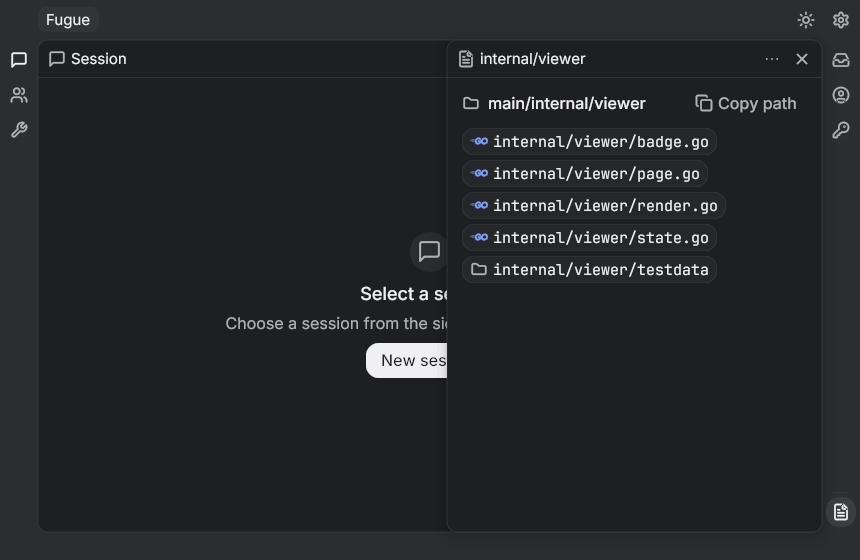 Fugue
Session
internal/viewer
main/internal/viewer
Copy path
internal/viewer/badge.go
internal/viewer/page.go
internal/viewer/render.go
internal/viewer/state.go
internal/viewer/testdata
Select a se
Choose a session from the si
New ses